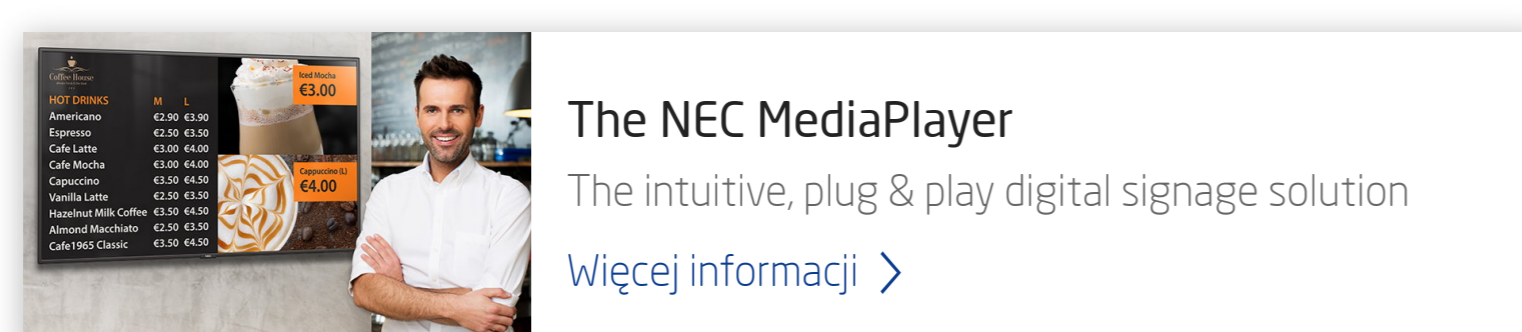 Coffee House
HOT DRINKS M L
Americano €2.90 €3.90
Espresso €2.50 €3.50
Cafe Latte €3.00 €4.00
Cafe Mocha €3.00 €4.00
Capuccino €3.50 €4.50
Vanilla Latte €2.50 €3.50
Hazelnut Milk Coffee €3.50 €4.50
Almond Macchiato €2.50 €3.50
Cafe1965 Classic €3.50 €4.50
Iced Mocha
€3.00
Cappuccino (L)
€4.00
The NEC MediaPlayer
The intuitive, plug & play digital signage solution
Więcej informacji